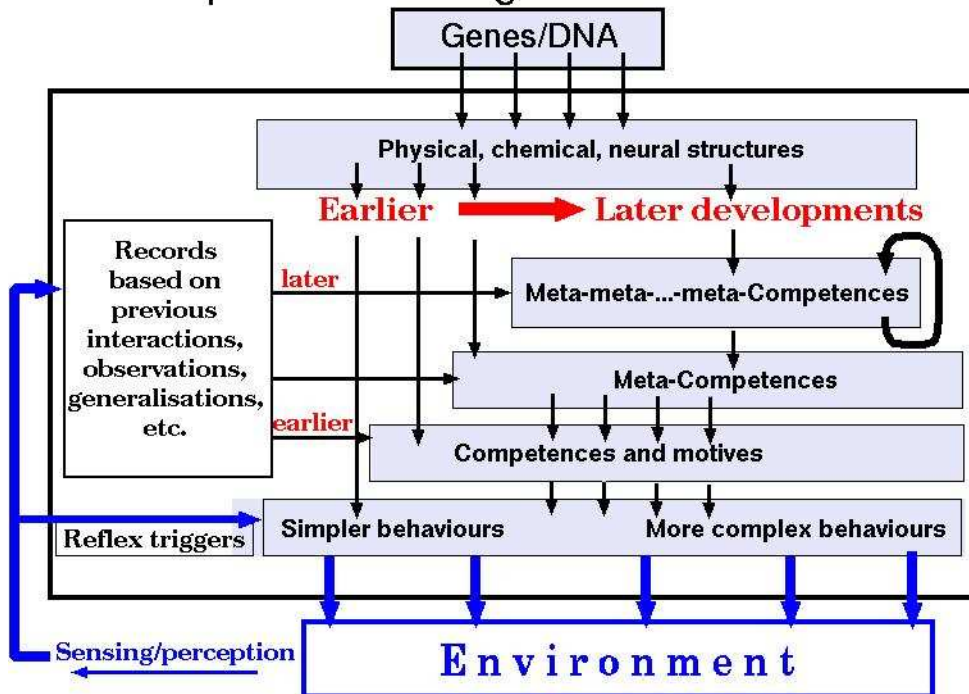 Genes/DNA
Physical, chemical, neural structures
Earlier
Later developments
Records
based on
previous
interactions,
observations,
generalisations,
etc.
later
Meta-meta-...-meta-Competences
Meta-Competences
earlier
Competences and motives
Reflex triggers
Simpler behaviours
More complex behaviours
Sensing/perception
Environment